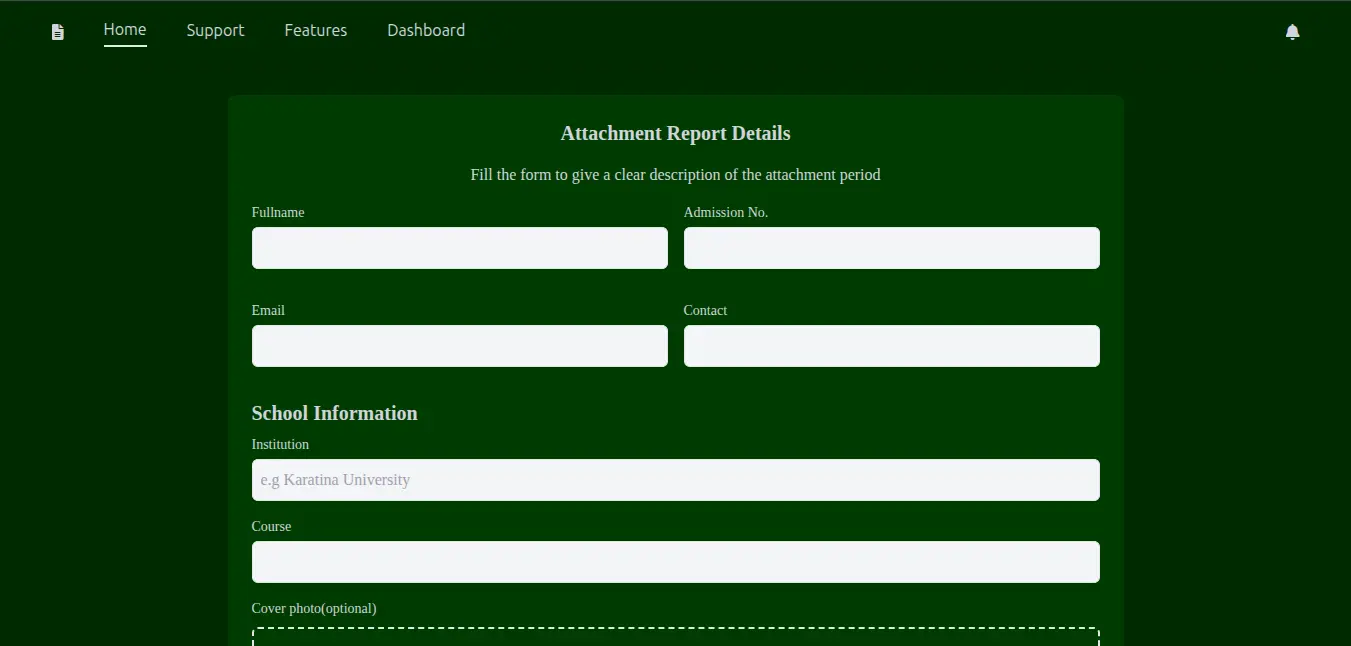 Home Support Features Dashboard
Attachment Report Details
Fill the form to give a clear description of the attachment period
Fullname Admission No.
Email Contact
School Information
Institution
e.g Karatina University
Course
Cover photo(optional)